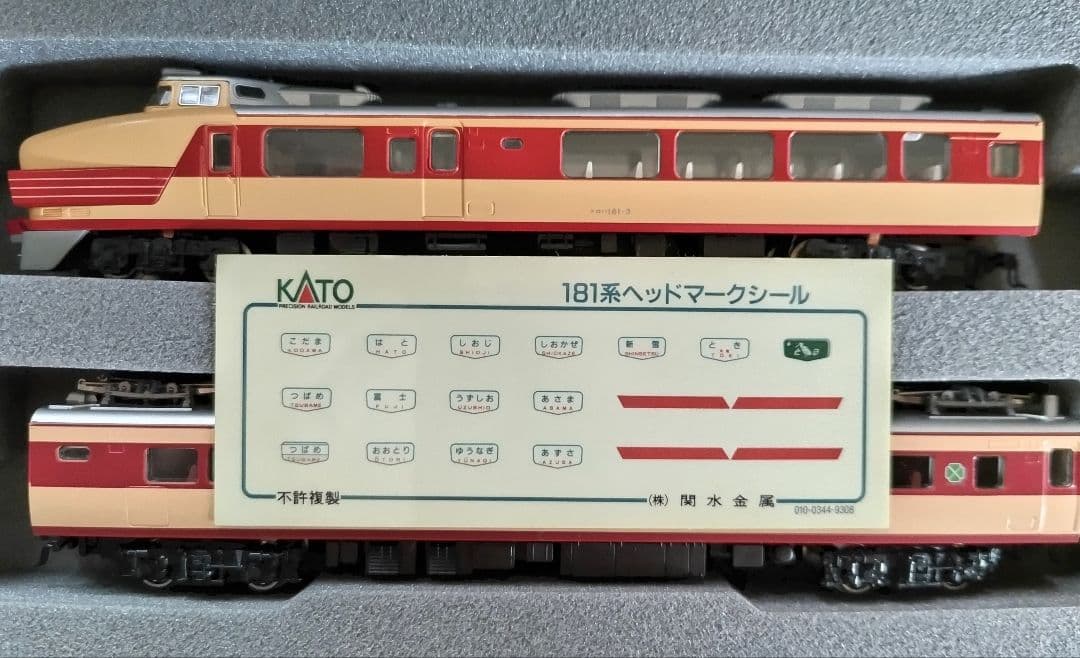 クロハ181-3
KATO
PRECISION RAILROAD MODELS
181系ヘッドマークシール
こだま はと しおじ しおかぜ 新雪 とき とき
KODAMA HATO SHIOJI SHIOKAZE SHINSETSU TOKI
つばめ 富士 うずしお あさま
TSUBAME FUJI UZUSHIO ASAMA
つばめ おおとり ゆうなぎ あずさ
TSUBAME OTORI YUNAGI AZUSA
不許複製 (株) 関水金属
010-0344-9308